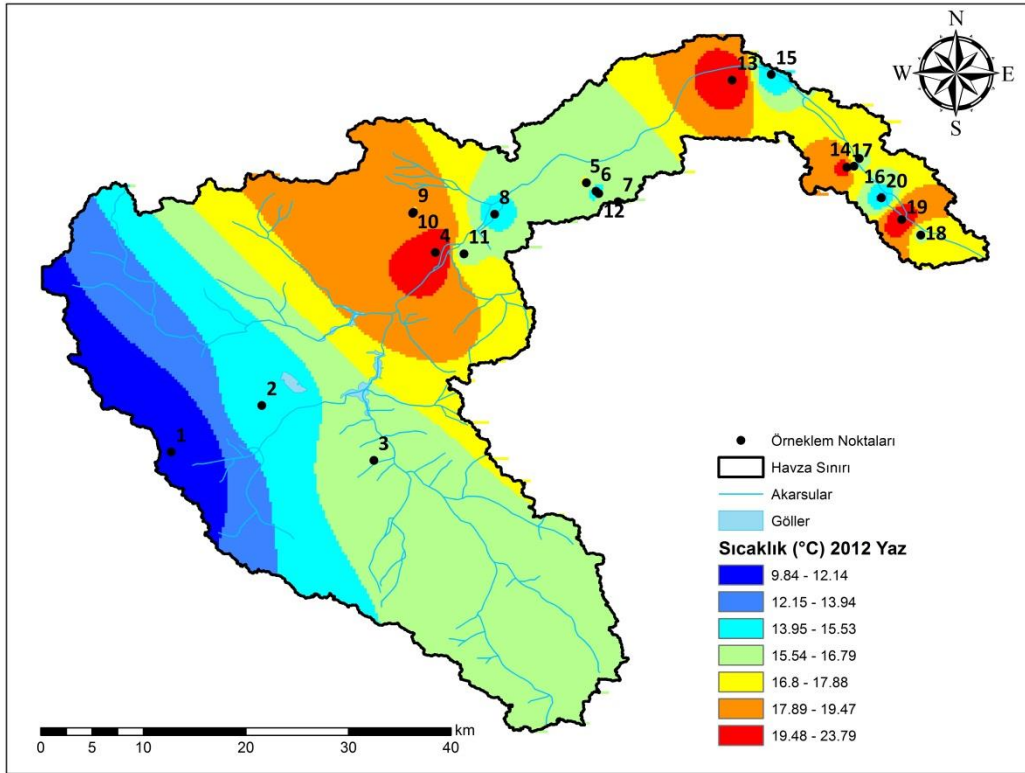 N
W E
S
13
15
14 17
16 20
19
18
5 6
7
12
8
9
10
4
11
2
1
3
Örneklem Noktaları
Havza Sınırı
Akarsular
Göller
Sıcaklık (°C) 2012 Yaz
9.84 - 12.14
12.15 - 13.94
13.95 - 15.53
15.54 - 16.79
16.8 - 17.88
17.89 - 19.47
19.48 - 23.79
km
0 5 10 20 30 40